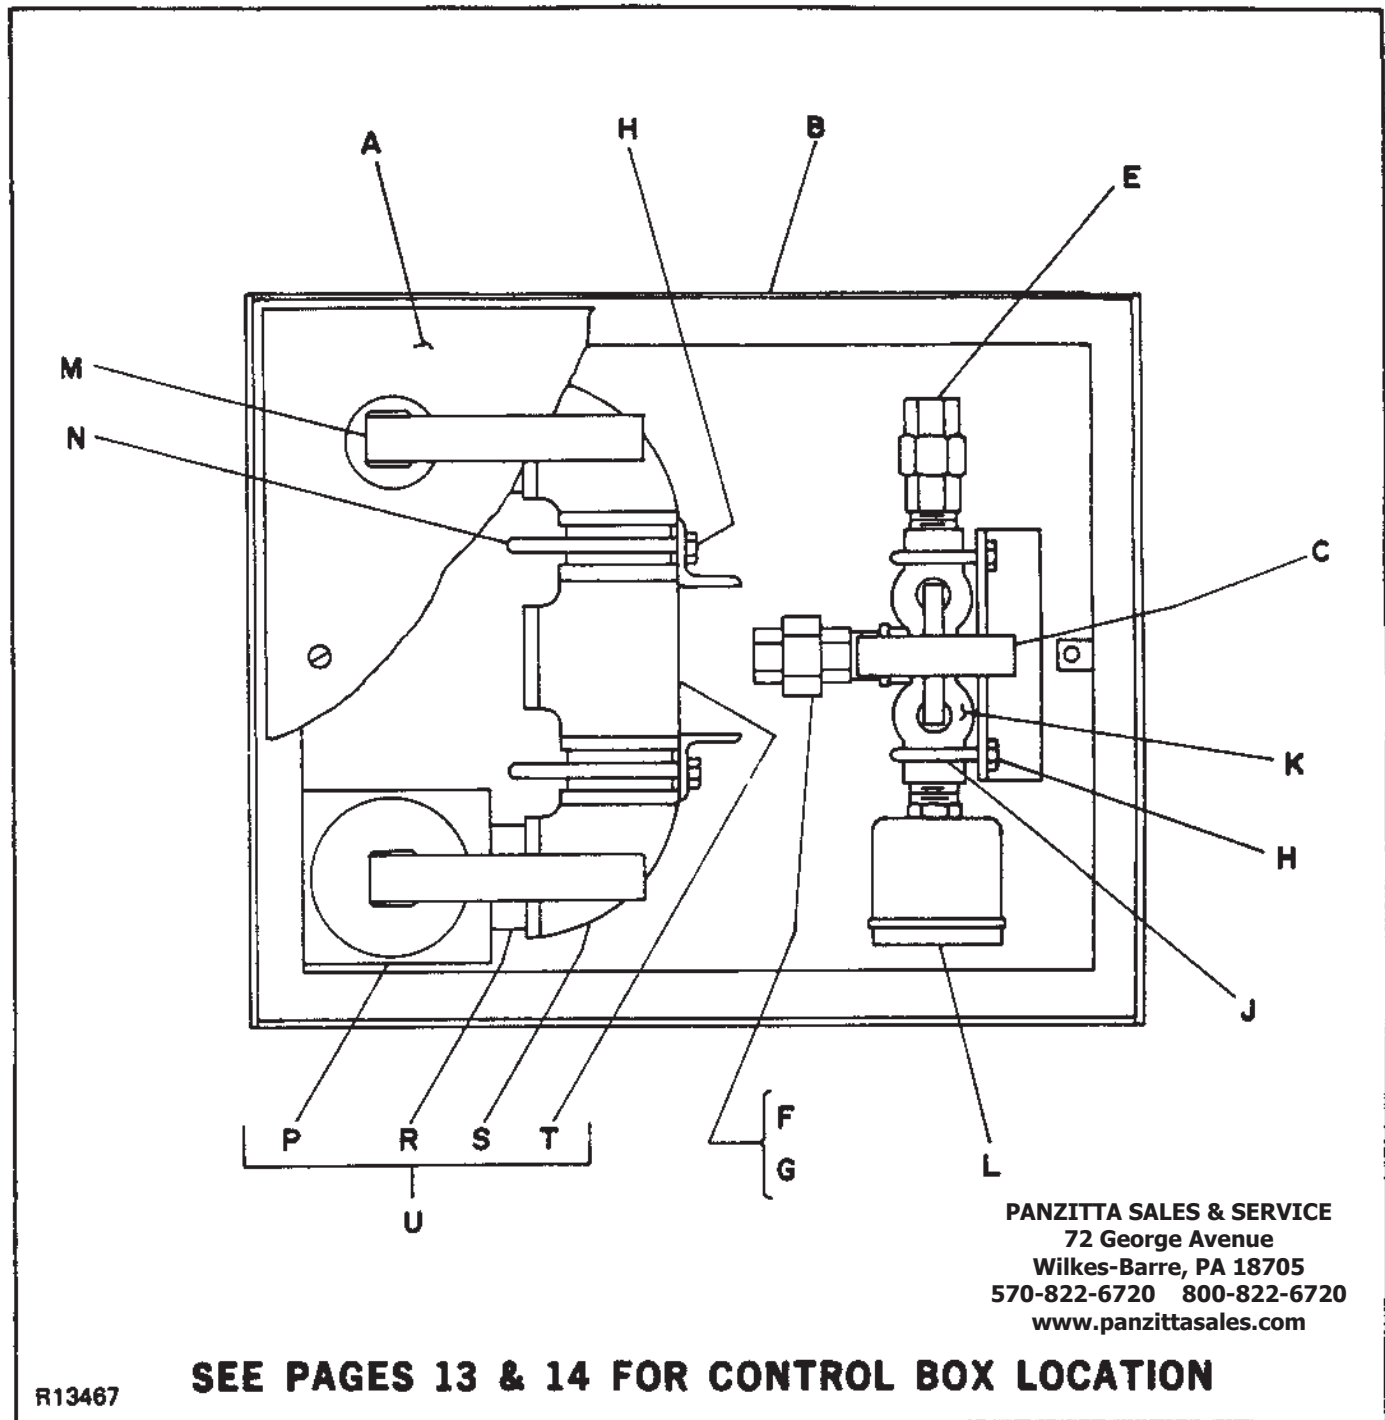 A
H
B
E
M
N
C
K
H
J
P R S T
F
G
L
U
PANZITTA SALES & SERVICE
72 George Avenue
Wilkes-Barre, PA 18705
570-822-6720 800-822-6720
www.panzittasales.com
SEE PAGES 13 & 14 FOR CONTROL BOX LOCATION
R13467